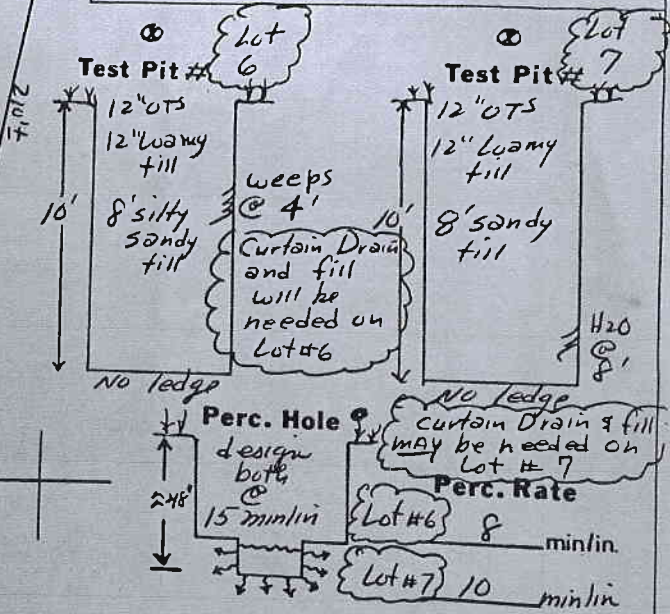 Lot
6
Test Pit #
12" OTS
12" Loamy
fill
8' silty
sandy
fill
10'
weeps
@ 4'
Curtain Drain
and fill
will be
needed on
Lot #6
No ledge
Lot
7
Test Pit #
12" OTS
12" Loamy
fill
8' sandy
fill
10'
H2O
@
8'
No ledge
Curtain Drain & fill
MAY be needed on
Lot # 7
Perc. Hole
design
both
@
15 min/in
≈48"
Perc. Rate
Lot #6 8 min/in.
Lot #7 10 min/in